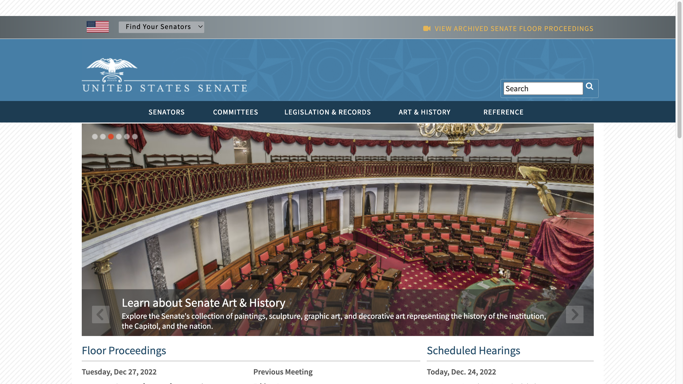 Find Your Senators
VIEW ARCHIVED SENATE FLOOR PROCEEDINGS
UNITED STATES SENATE
Search
SENATORS COMMITTEES LEGISLATION & RECORDS ART & HISTORY REFERENCE
Learn about Senate Art & History
Explore the Senate's collection of paintings, sculpture, graphic art, and decorative art representing the history of the institution,
the Capitol, and the nation.
Floor Proceedings
Scheduled Hearings
Tuesday, Dec 27, 2022
Previous Meeting
Today, Dec. 24, 2022